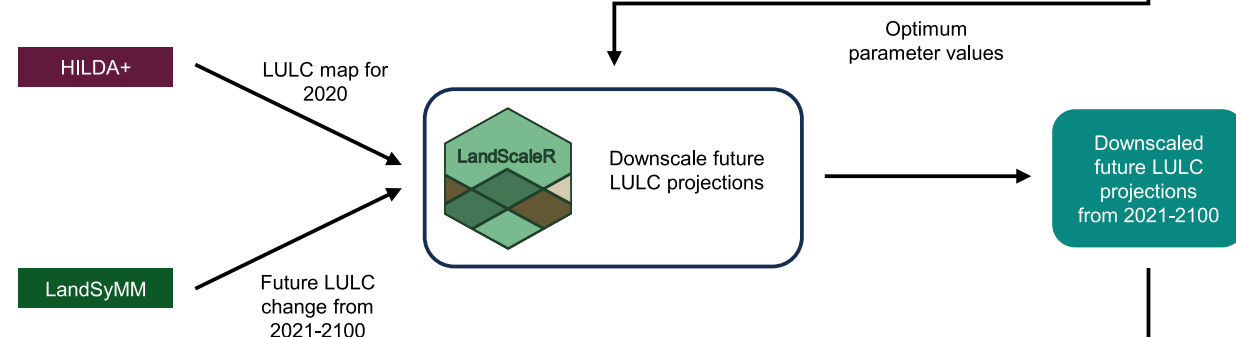 Optimum
parameter values
HILDA+
LULC map for
2020
LandScaleR
Downscale future
LULC projections
Downscaled
future LULC
projections
from 2021-2100
LandSyMM
Future LULC
change from
2021-2100